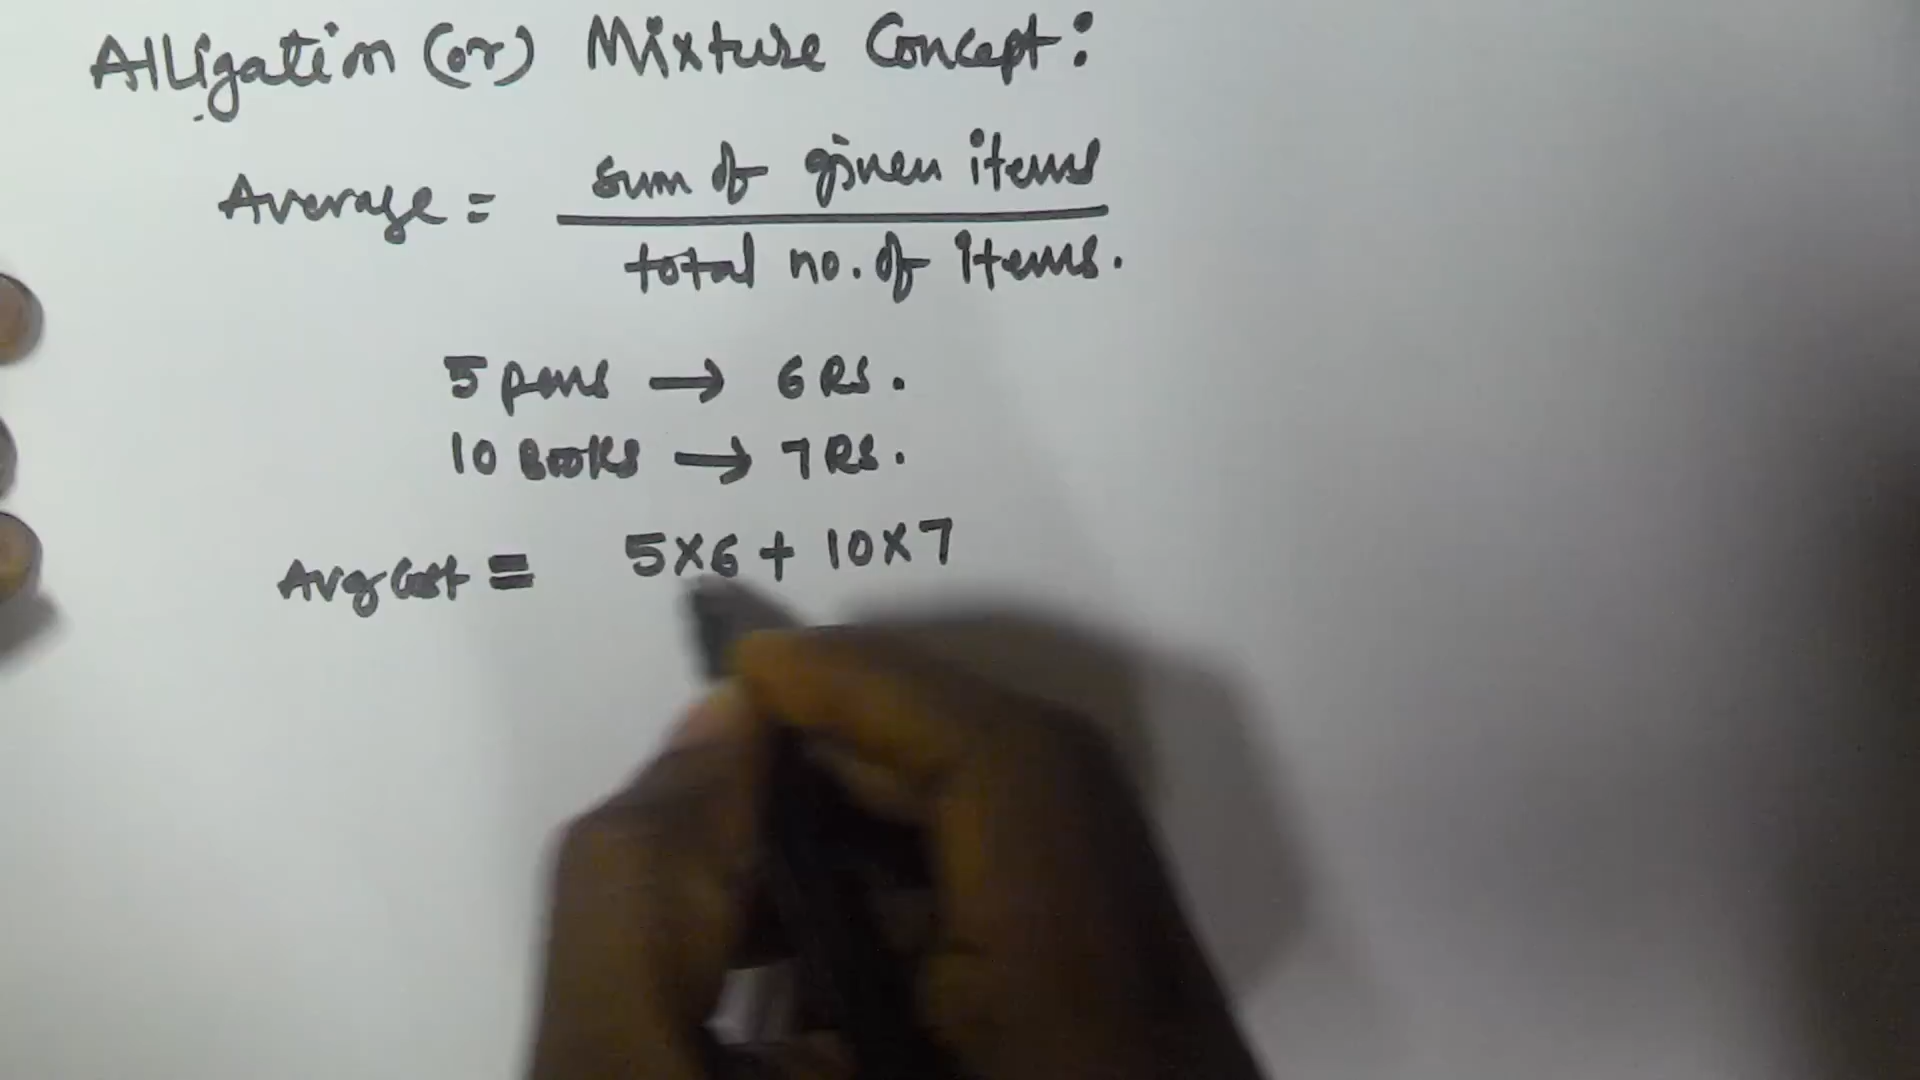 Alligation (or) Mixture Concept:
Average = sum of given items
total no. of items.
5 pens → 6 RS.
10 Books → 7 RS.
Avg Cost = 5×6 + 10×7